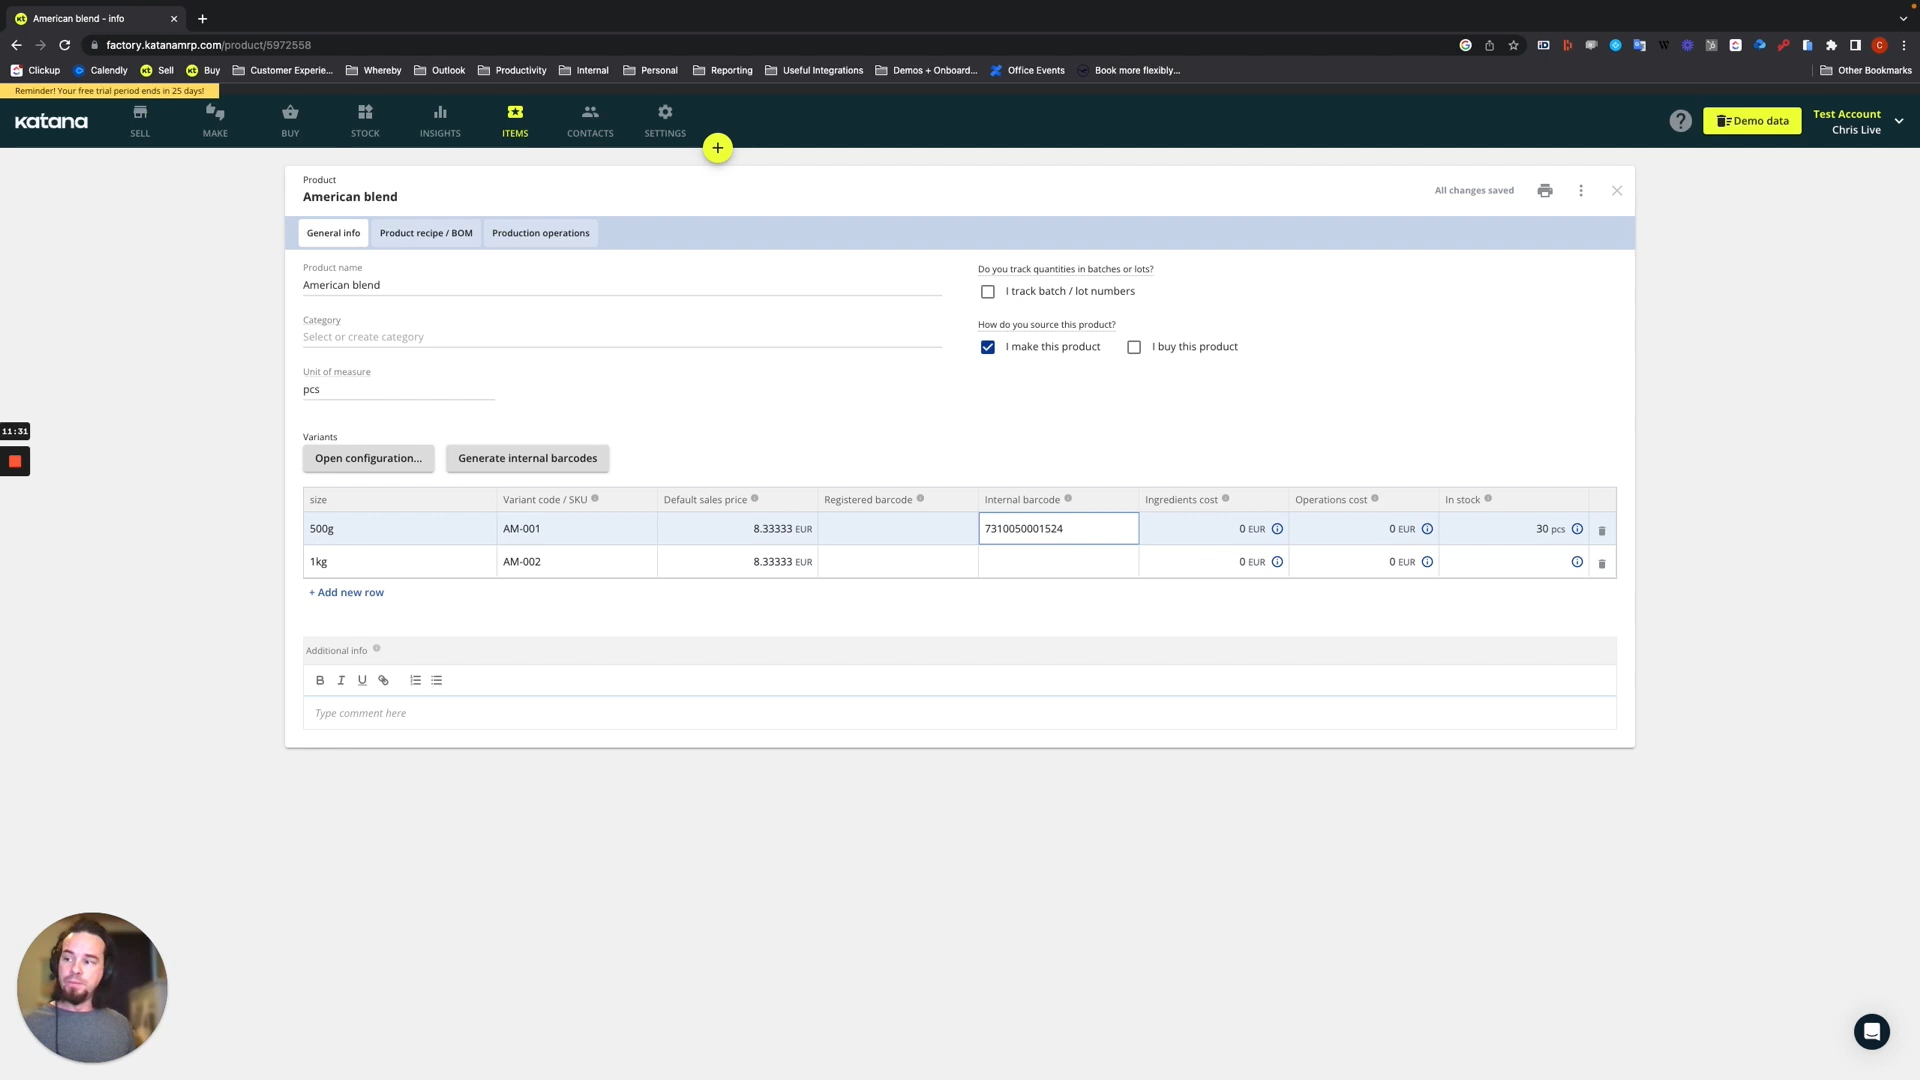 American blend - info
factory.katanamrp.com/product/5972558
Clickup Calendly Sell Buy Customer Experie... Whereby Outlook Productivity Internal Personal Reporting Useful Integrations Demos + Onboard... Office Events Book more flexibly... Other Bookmarks
Reminder! Your free trial period ends in 25 days!
katana
SELL MAKE BUY STOCK INSIGHTS ITEMS CONTACTS SETTINGS
+
?
Demo data
Test Account
Chris Live
Product
American blend
All changes saved
General info Product recipe / BOM Production operations
Product name
American blend
Category
Select or create category
Unit of measure
pcs
Do you track quantities in batches or lots?
I track batch / lot numbers
How do you source this product?
I make this product I buy this product
11:31
Variants
Open configuration... Generate internal barcodes
size Variant code / SKU Default sales price Registered barcode Internal barcode Ingredients cost Operations cost In stock
500g AM-001 8.33333 EUR 7310050001524 0 EUR 0 EUR 30 pcs
1kg AM-002 8.33333 EUR 0 EUR 0 EUR
+ Add new row
Additional info
B I U
Type comment here